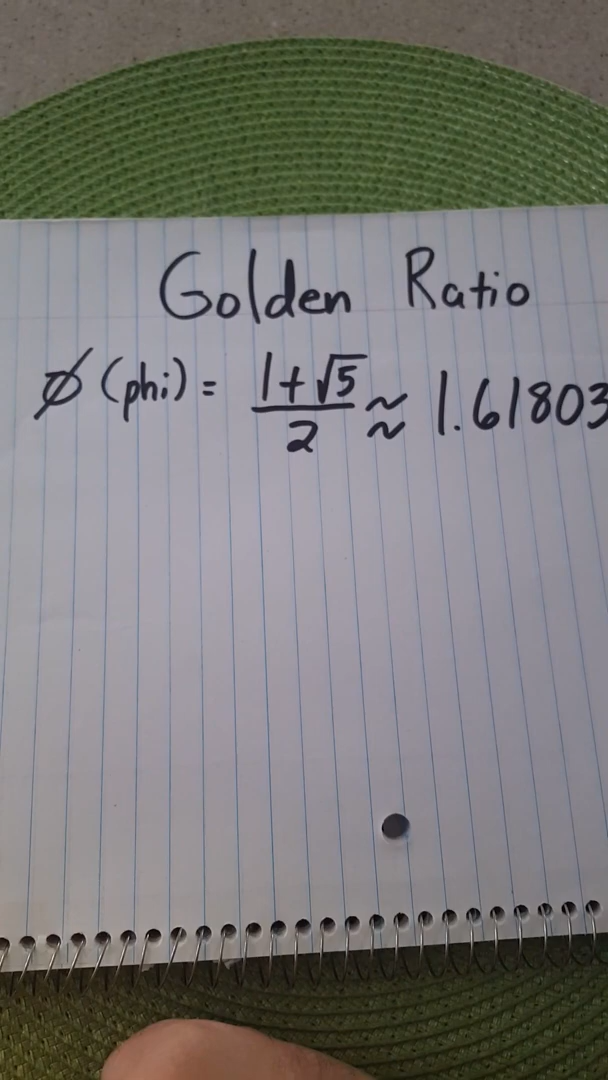 Golden Ratio
φ (phi) = (1+√5)/2 ≈ 1.61803